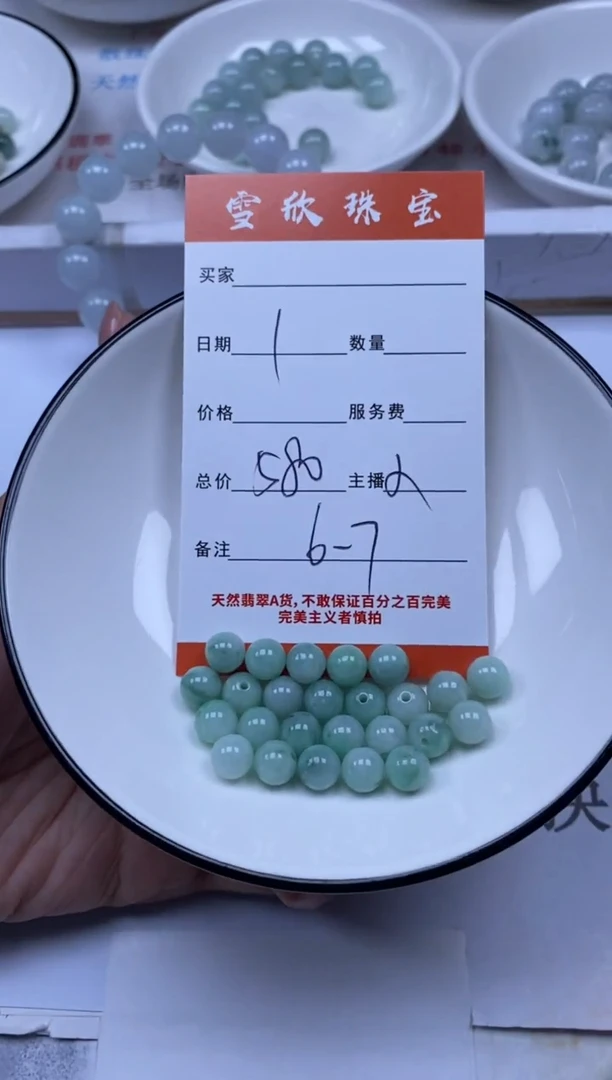 天然
雪欣珠宝
买家
日期 1 数量
价格 服务费
总价 580 主播
备注 6-7
天然翡翠A货,不敢保证百分之百完美
完美主义者慎拍